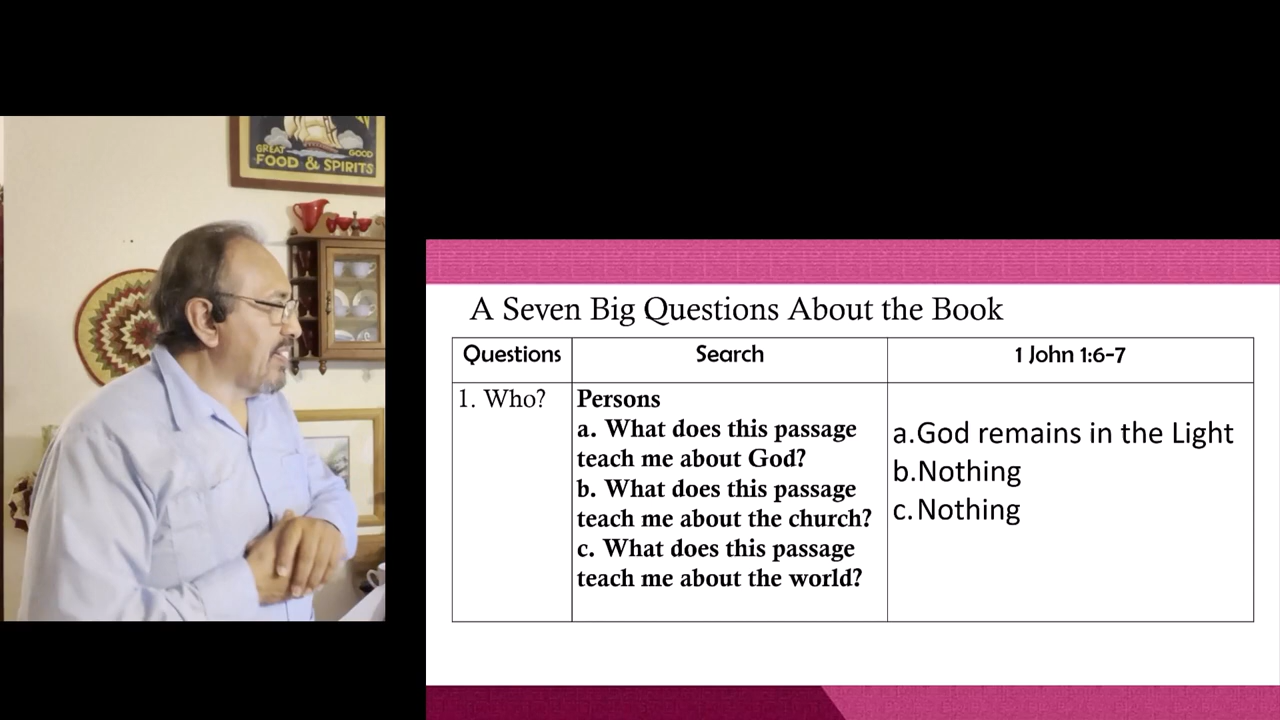 GREAT GOOD
FOOD & SPIRITS
A Seven Big Questions About the Book
Questions
Search
1 John 1:6-7
1. Who?
Persons
a. What does this passage
teach me about God?
b. What does this passage
teach me about the church?
c. What does this passage
teach me about the world?
a.God remains in the Light
b.Nothing
c.Nothing